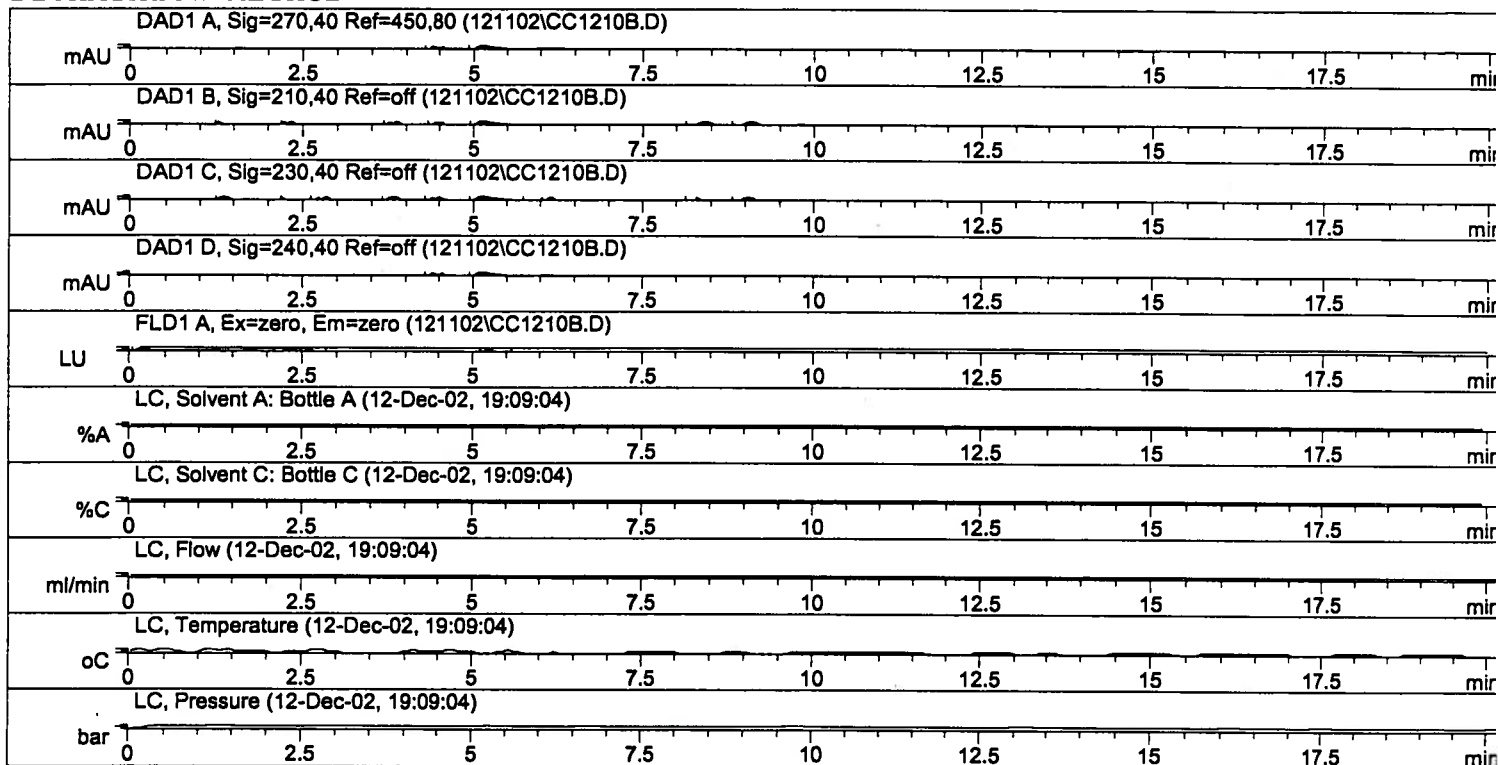 DAD1 A, Sig=270,40 Ref=450,80 (121102\CC1210B.D)
mAU
0 2.5 5 7.5 10 12.5 15 17.5 min
DAD1 B, Sig=210,40 Ref=off (121102\CC1210B.D)
mAU
0 2.5 5 7.5 10 12.5 15 17.5 min
DAD1 C, Sig=230,40 Ref=off (121102\CC1210B.D)
mAU
0 2.5 5 7.5 10 12.5 15 17.5 min
DAD1 D, Sig=240,40 Ref=off (121102\CC1210B.D)
mAU
0 2.5 5 7.5 10 12.5 15 17.5 min
FLD1 A, Ex=zero, Em=zero (121102\CC1210B.D)
LU
0 2.5 5 7.5 10 12.5 15 17.5 min
LC, Solvent A: Bottle A (12-Dec-02, 19:09:04)
%A
0 2.5 5 7.5 10 12.5 15 17.5 min
LC, Solvent C: Bottle C (12-Dec-02, 19:09:04)
%C
0 2.5 5 7.5 10 12.5 15 17.5 min
LC, Flow (12-Dec-02, 19:09:04)
ml/min
0 2.5 5 7.5 10 12.5 15 17.5 min
LC, Temperature (12-Dec-02, 19:09:04)
oC
0 2.5 5 7.5 10 12.5 15 17.5 min
LC, Pressure (12-Dec-02, 19:09:04)
bar
0 2.5 5 7.5 10 12.5 15 17.5 min